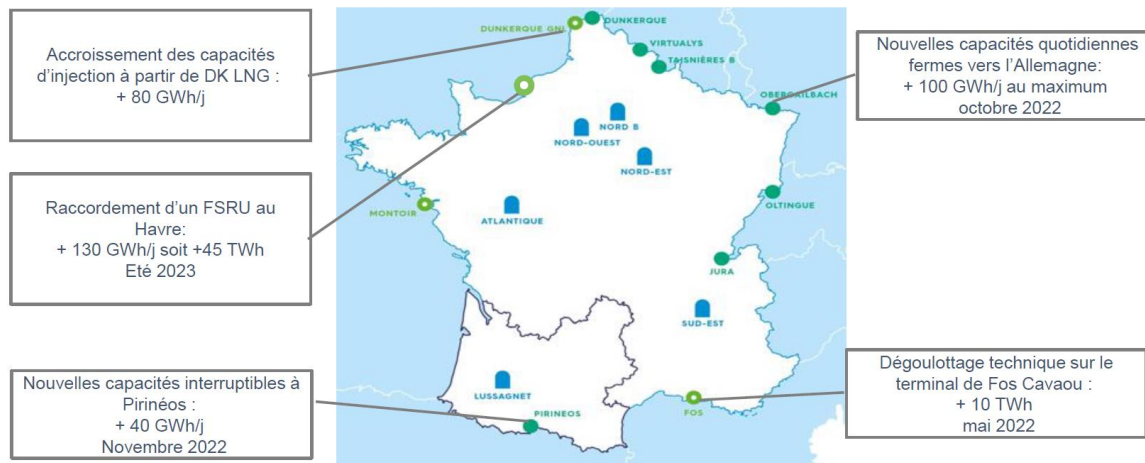 Accroissement des capacités
d'injection à partir de DK LNG :
+ 80 GWh/j
Raccordement d'un FSRU au
Havre:
+ 130 GWh/j soit +45 TWh
Eté 2023
Nouvelles capacités interruptibles à
Pirinéos :
+ 40 GWh/j
Novembre 2022
DUNKERQUE GNL
DUNKERQUE
VIRTUALYS
TAISNIÈRES B
OBERGAILBACH
NORD B
NORD-OUEST
NORD-EST
OLTINGUE
MONTOIR
ATLANTIQUE
JURA
SUD-EST
LUSSAGNET
PIRINEOS
FOS
Nouvelles capacités quotidiennes
fermes vers l'Allemagne:
+ 100 GWh/j au maximum
octobre 2022
Dégoulottage technique sur le
terminal de Fos Cavaou :
+ 10 TWh
mai 2022